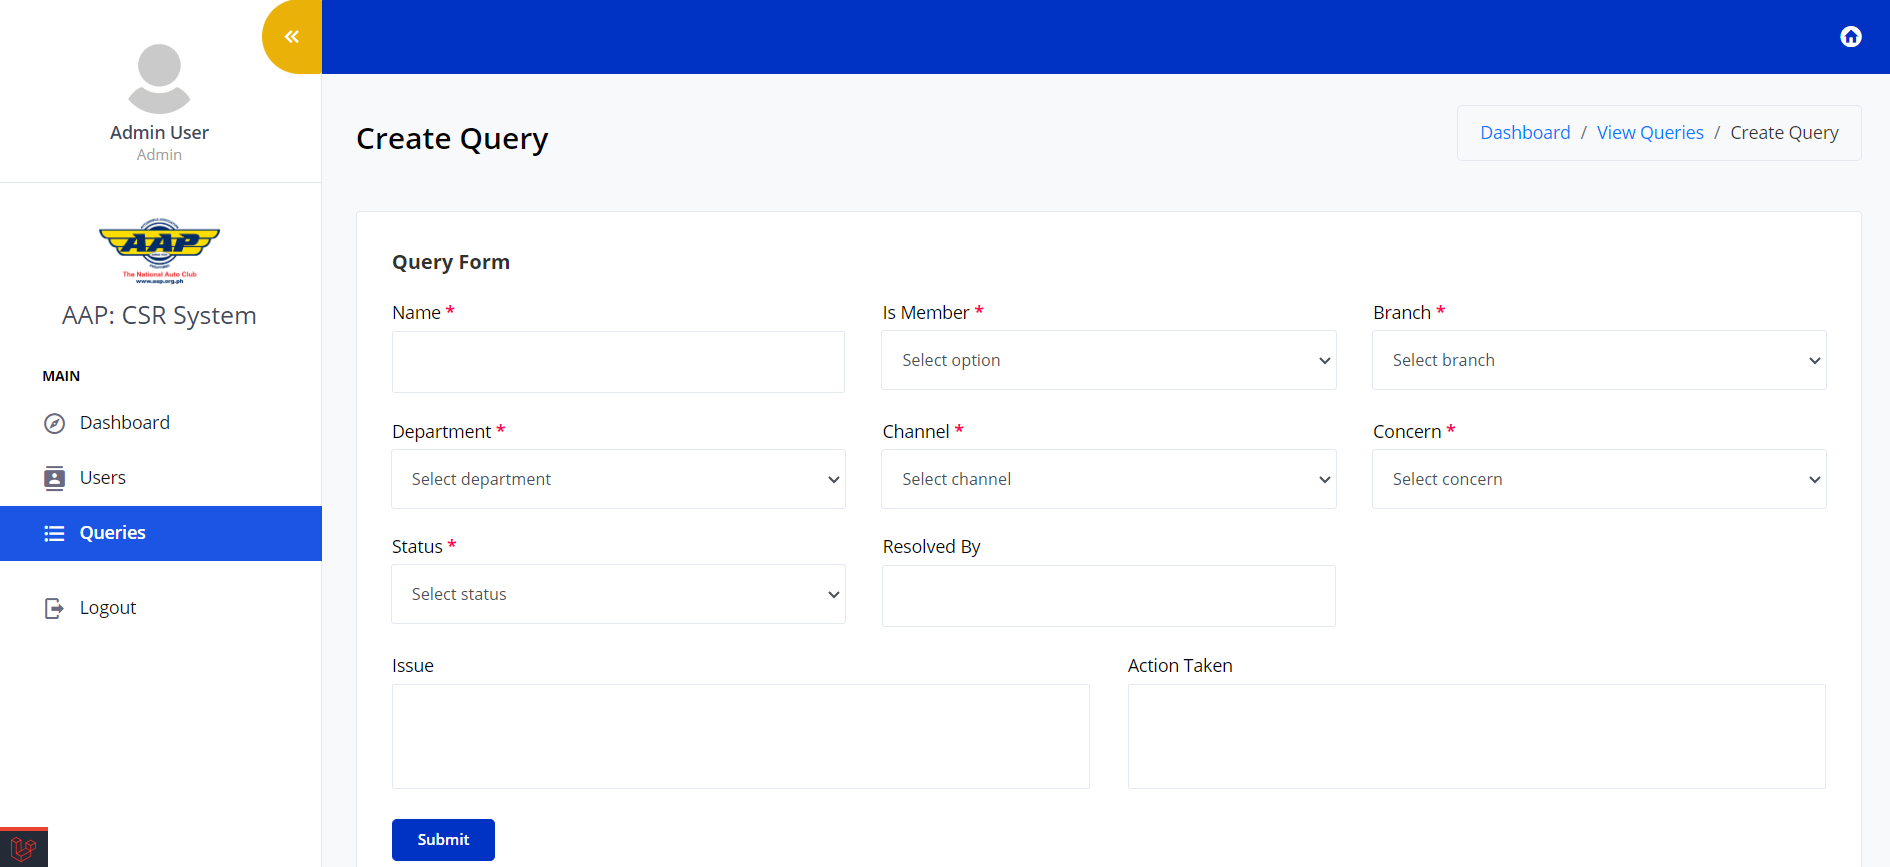 Admin User
Admin
AAP
The National Auto Club
www.aap.org.ph
AAP: CSR System
MAIN
Dashboard
Users
Queries
Logout
Create Query
Dashboard / View Queries / Create Query
Query Form
Name * Is Member * Branch *
Select option Select branch
Department * Channel * Concern *
Select department Select channel Select concern
Status * Resolved By
Select status
Issue Action Taken
Submit